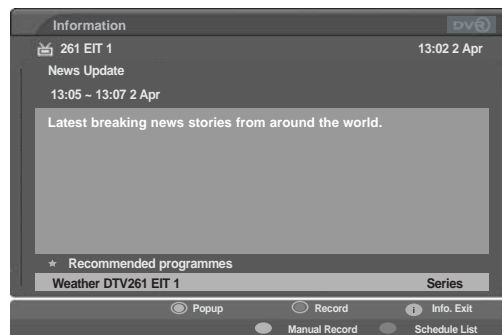 Information DVR
261 EIT 1 13:02 2 Apr
News Update
13:05 ~ 13:07 2 Apr
Latest breaking news stories from around the world.
★ Recommended programmes
Weather DTV261 EIT 1 Series
Popup Record i Info. Exit
Manual Record Schedule List